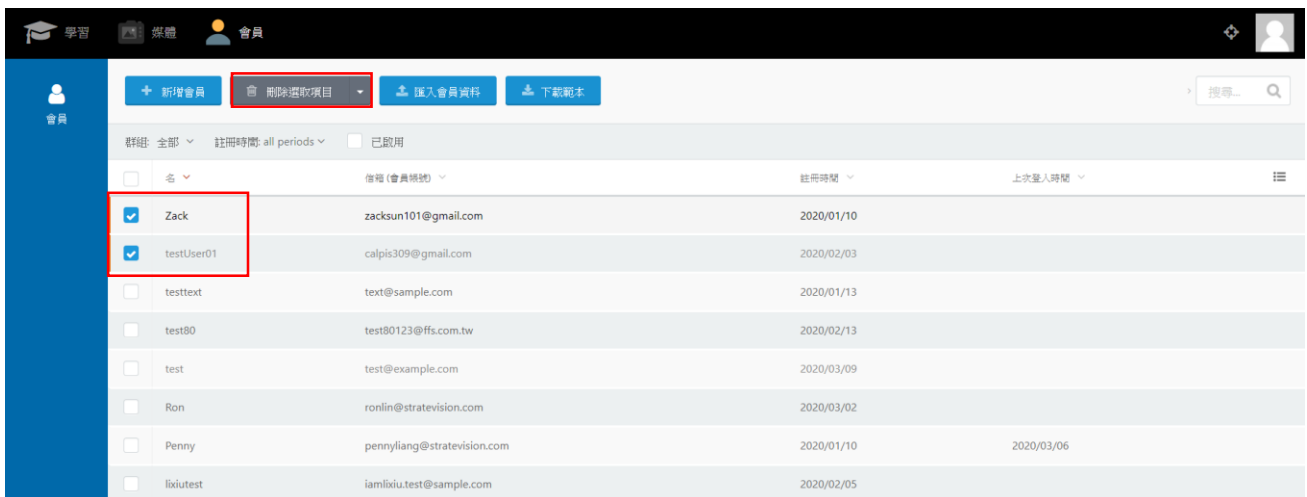 學習 媒體 會員
會員
新增會員 刪除選取項目 匯入會員資料 下載範本 搜尋...
群組: 全部 註冊時間: all periods 已啟用
名 信箱(會員帳號) 註冊時間 上次登入時間
Zack zacksun101@gmail.com 2020/01/10
testUser01 calpis309@gmail.com 2020/02/03
testtext text@sample.com 2020/01/13
test80 test80123@ffs.com.tw 2020/02/13
test test@example.com 2020/03/09
Ron ronlin@stratevision.com 2020/03/02
Penny pennyliang@stratevision.com 2020/01/10 2020/03/06
lixiutest iamlixiu.test@sample.com 2020/02/05